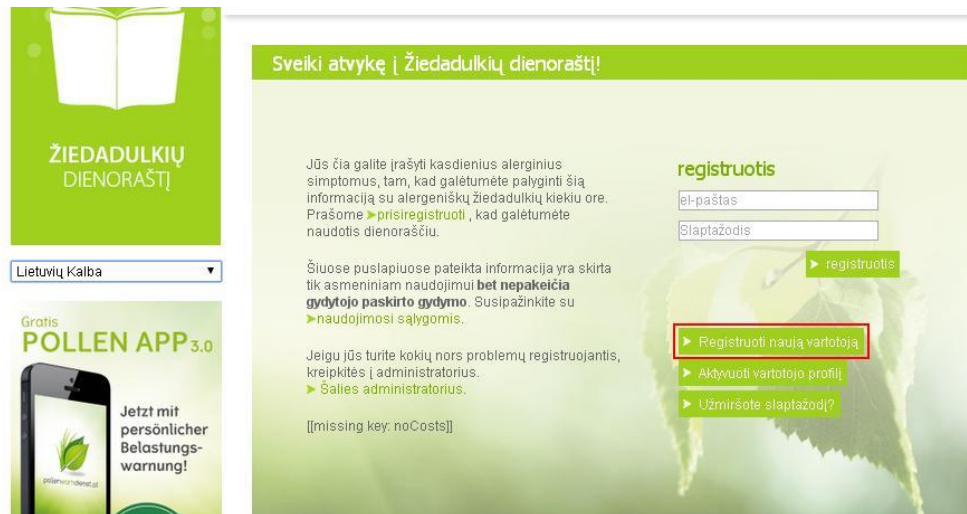 ŽIEDADULKIŲ
DIENORAŠTĮ
Lietuvių Kalba
Gratis
POLLEN APP 3.0
Jetzt mit
persönlicher
Belastungs-
warnung!
Sveiki atvykę į Žiedadulkių dienoraštį!
Jūs čia galite įrašyti kasdienius alerginius
simptomus, tam, kad galėtumėte palyginti šią
informaciją su alergeniškų žiedadulkių kiekiu ore.
Prašome ➤prisiregistruoti , kad galėtumėte
naudotis dienoraščiu.
Šiuose puslapiuose pateikta informacija yra skirta
tik asmeniniam naudojimui bet nepakeičia
gydytojo paskirto gydymo. Susipažinkite su
➤naudojimosi sąlygomis.
Jeigu jūs turite kokių nors problemų registruojantis,
kreipkitės į administratorius.
➤ Šalies administratorius.
[[missing key: noCosts]]
registruotis
el-paštas
Slaptažodis
➤ registruotis
➤ Registruoti naują vartotoją
➤ Aktyvuoti vartotojo profilį
➤ Užmiršote slaptažodį?